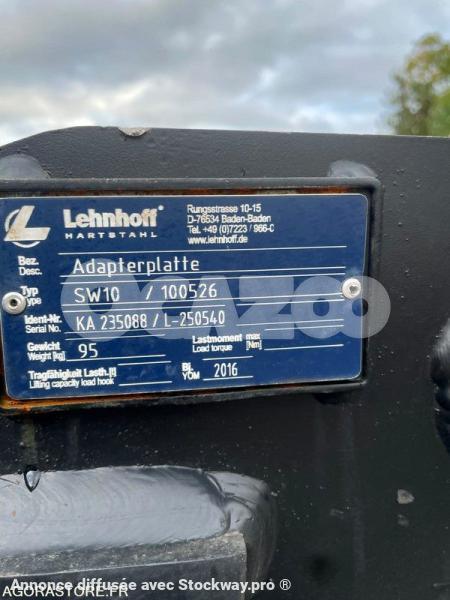 Lehnhoff®
HARTSTAHL
Rungsstrasse 10-15
D-76534 Baden-Baden
Tel. +49 (0)7223 / 966-0
www.lehnhoff.de
Bez. Desc. Adapterplatte
Typ Type SW10 / 100526
Ident-Nr. Serial No. KA 235088 / L-250540
Gewicht Weight [kg] 95
Lastmoment max Load torque [Nm]
Tragfähigkeit Lasth. [t] Lifting capacity load hook
Bj. YOM 2016
OCAZOO
Annonce diffusée avec Stockway.pro ®
AGORASTORE.FR